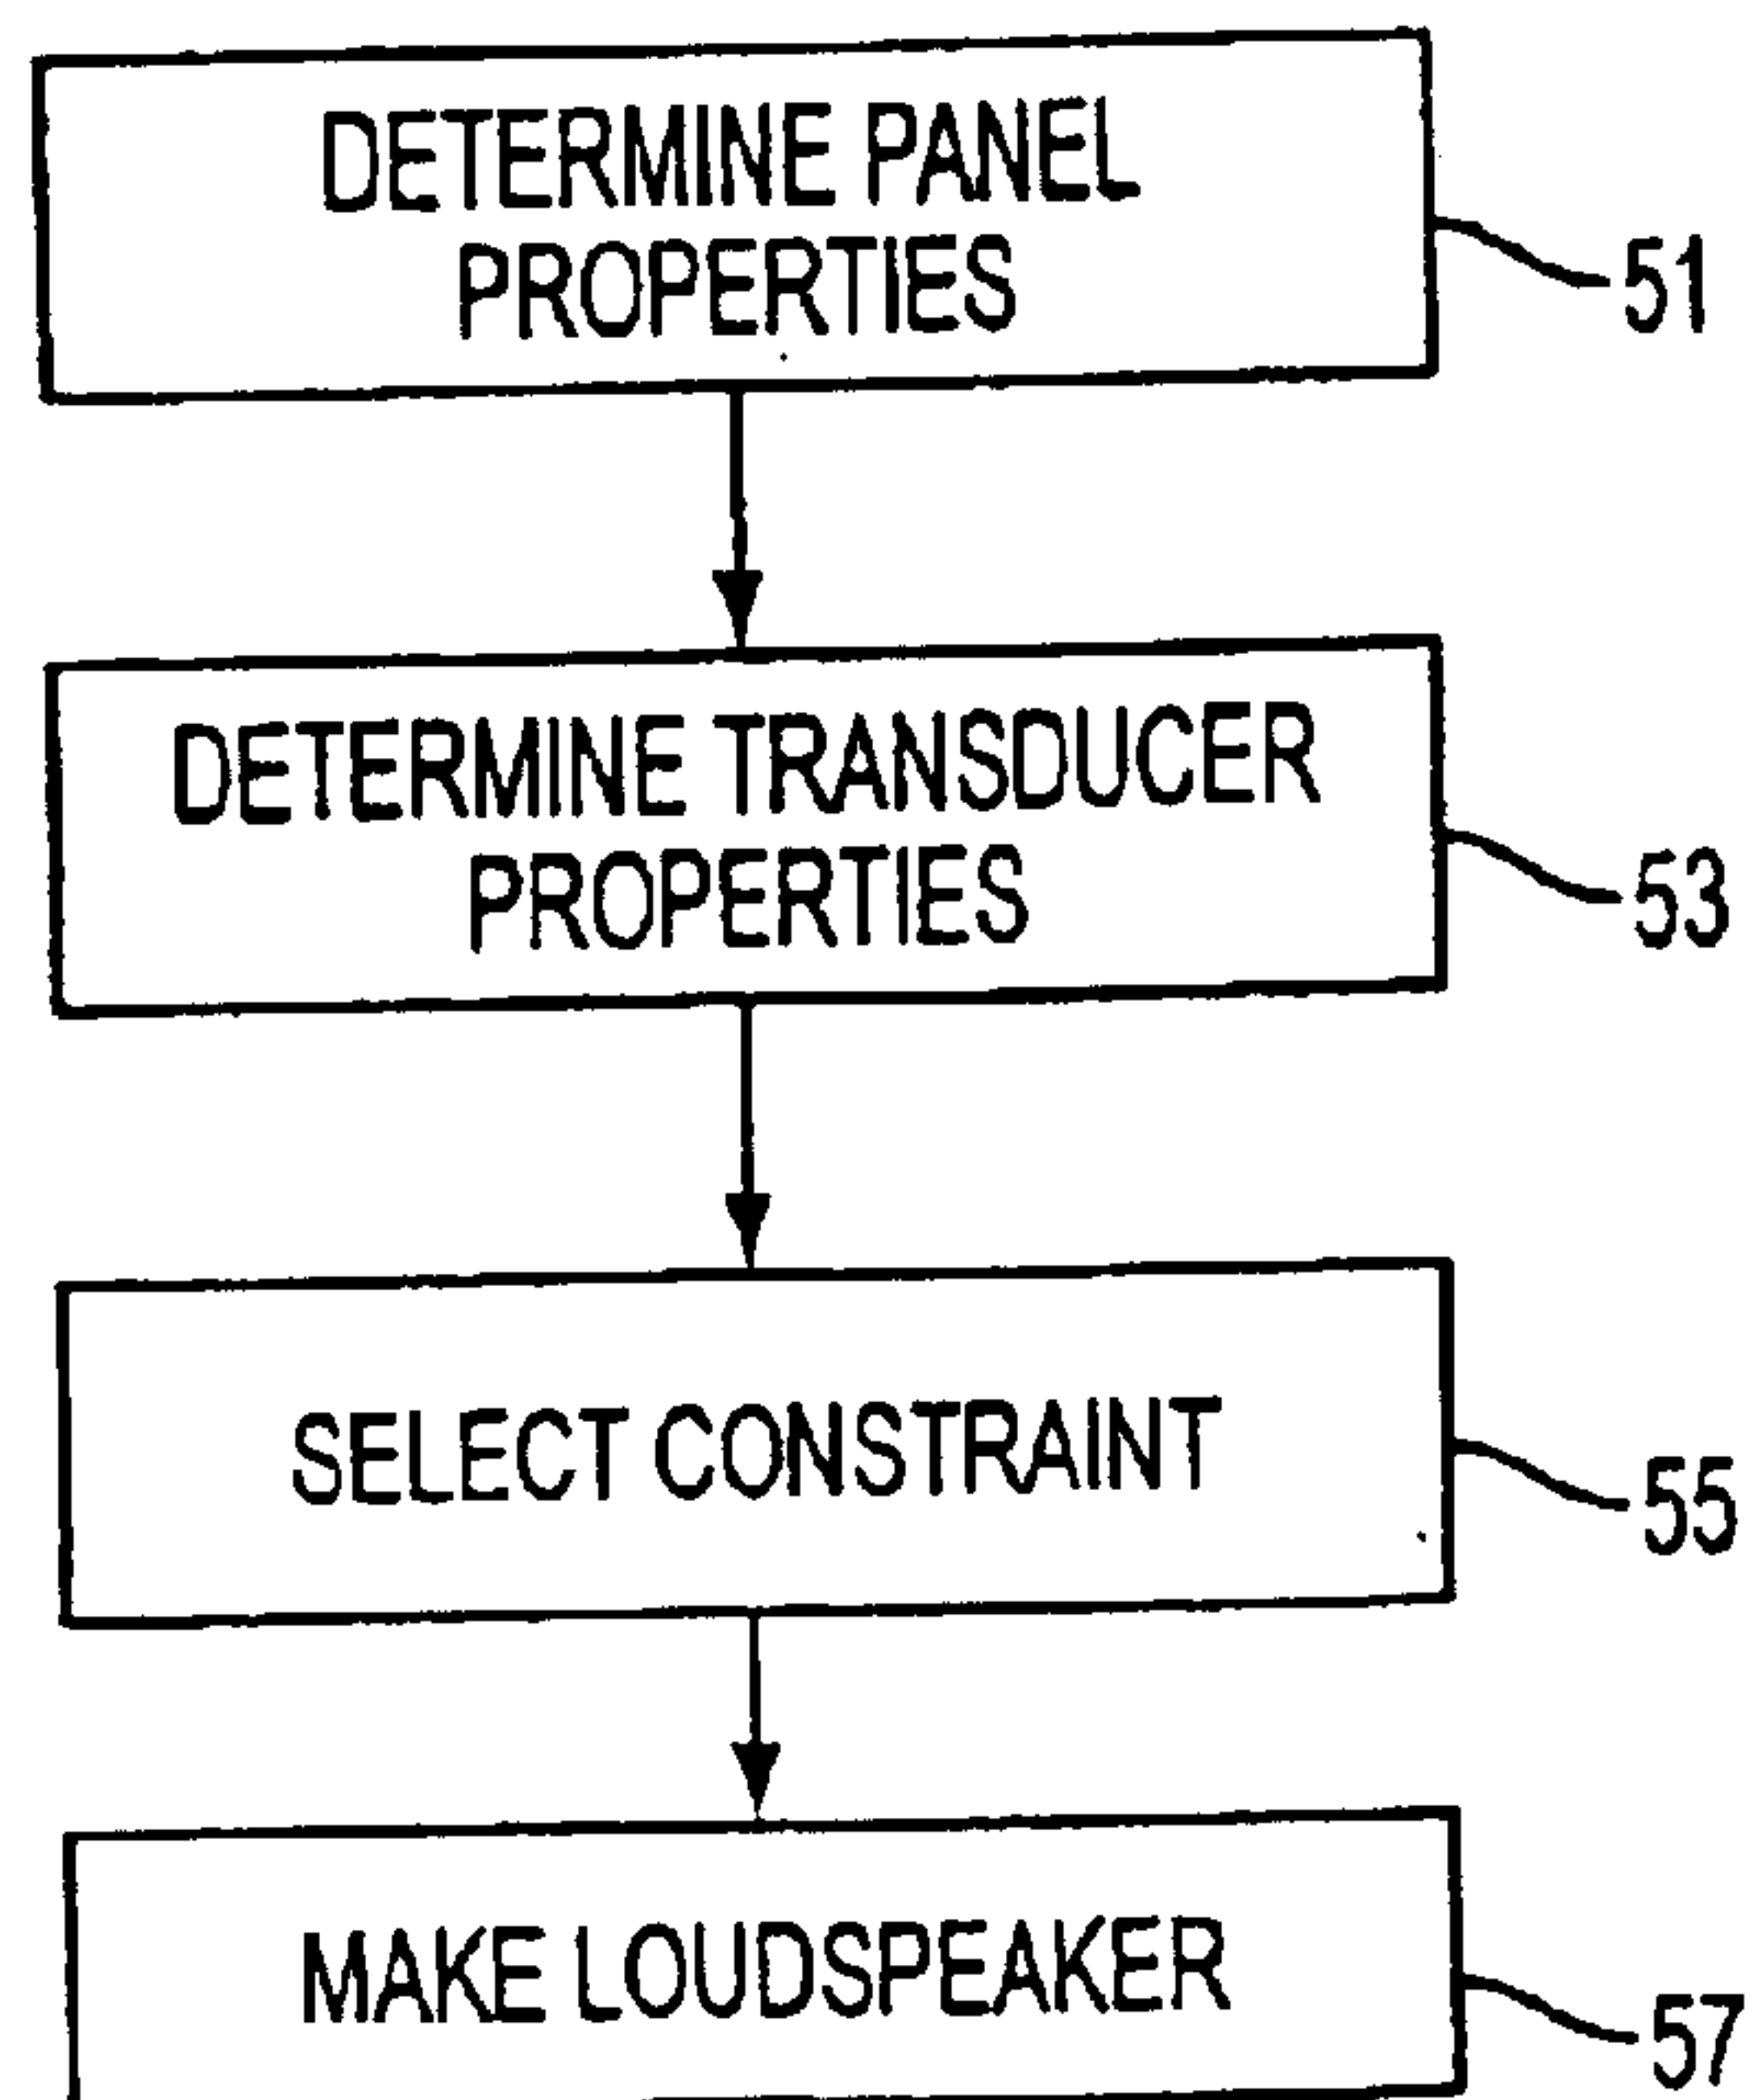 DETERMINE PANEL
PROPERTIES
51
DETERMINE TRANSDUCER
PROPERTIES
53
SELECT CONSTRAINT
55
MAKE LOUDSPEAKER
57